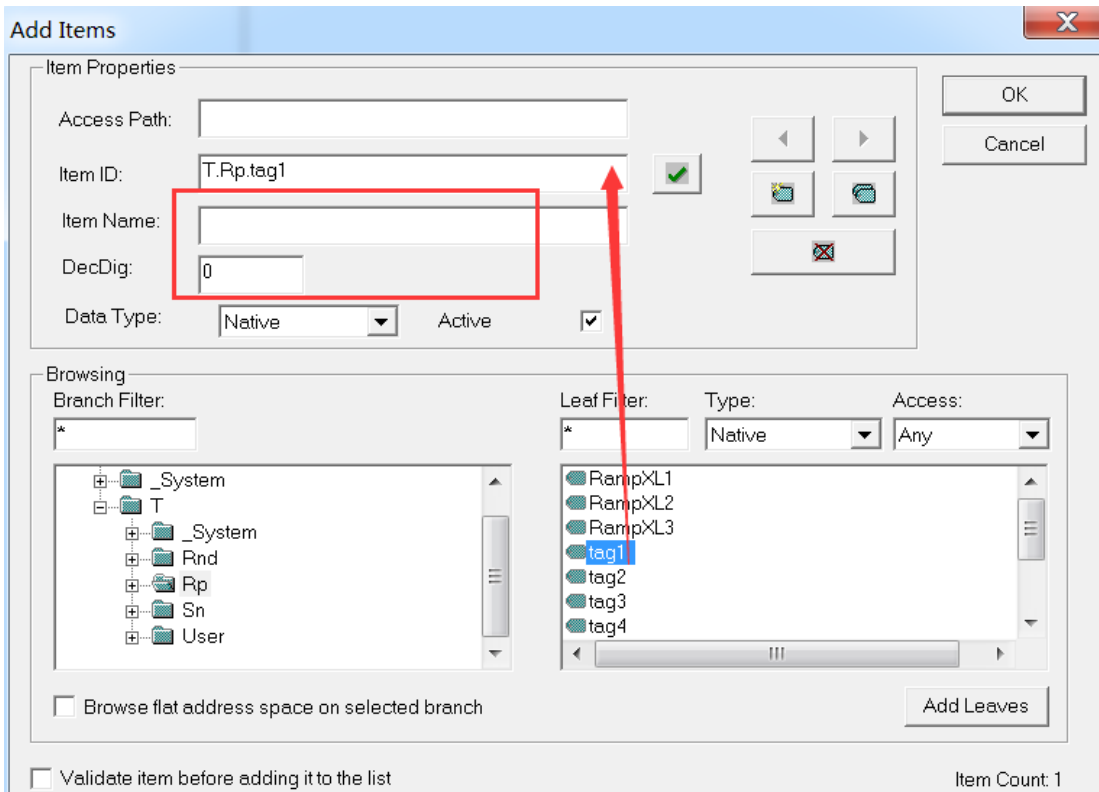 Add Items
Item Properties
Access Path:
OK
Cancel
Item ID: T.Rp.tag1
Item Name:
DecDig: 0
Data Type: Native Active
Browsing
Branch Filter: Leaf Filter: Type: Access:
* * Native Any
_System
T
_System
Rnd
Rp
Sn
User
RampXL1
RampXL2
RampXL3
tag1
tag2
tag3
tag4
Browse flat address space on selected branch
Add Leaves
Validate item before adding it to the list
Item Count: 1